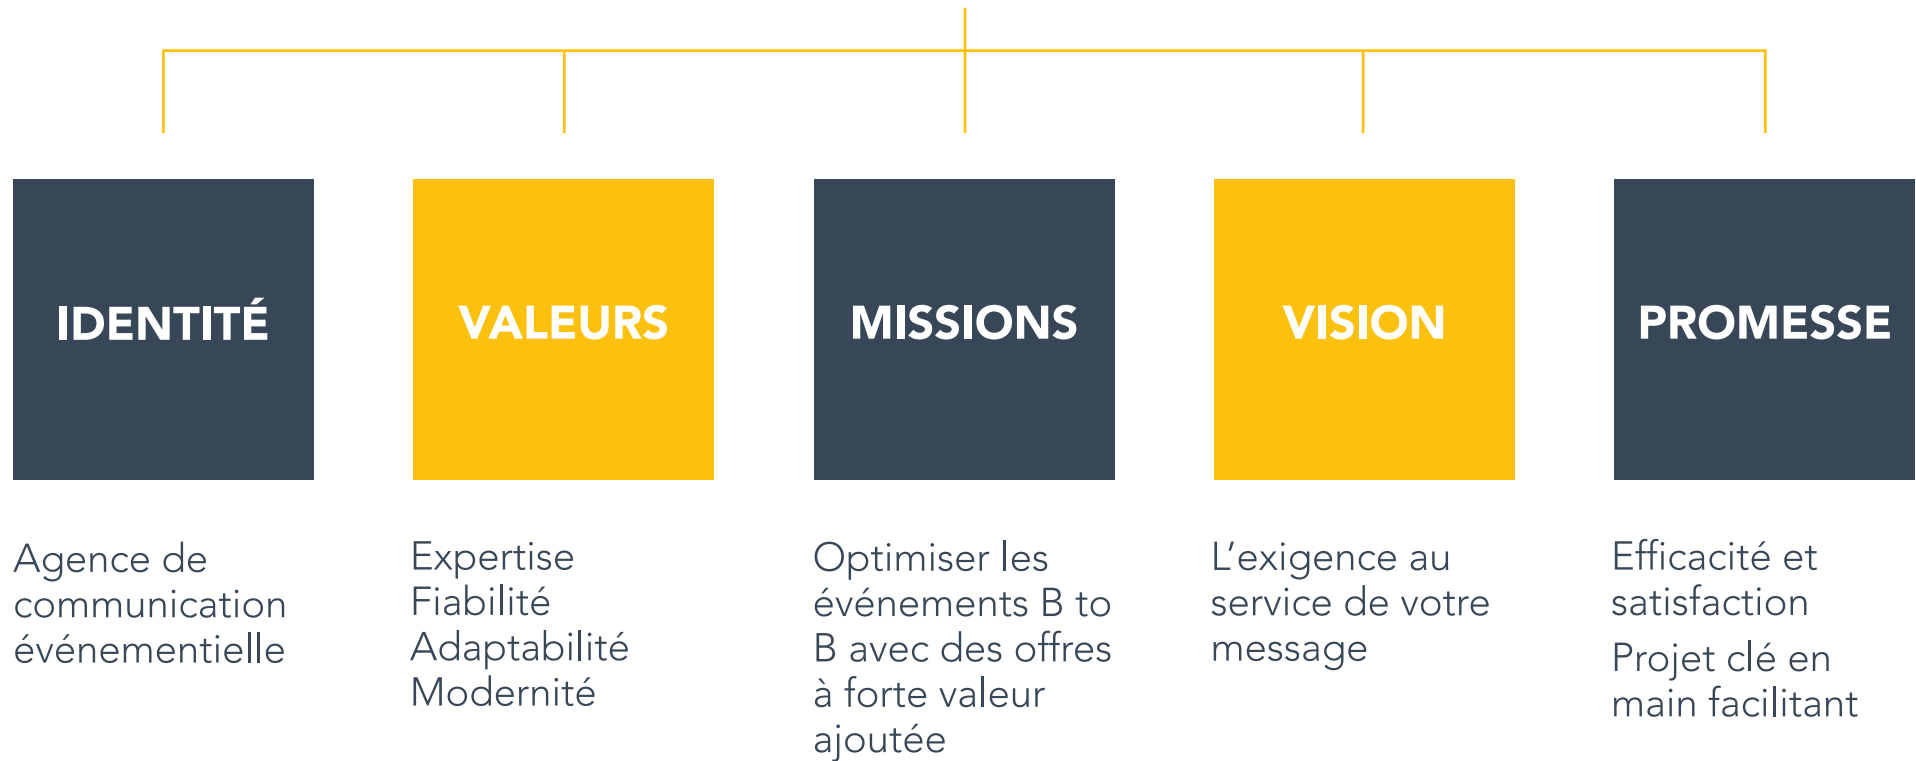 IDENTITÉ
Agence de
communication
événementielle
VALEURS
Expertise
Fiabilité
Adaptabilité
Modernité
MISSIONS
Optimiser les
événements B to
B avec des offres
à forte valeur
ajoutée
VISION
L’exigence au
service de votre
message
PROMESSE
Efficacité et
satisfaction
Projet clé en
main facilitant